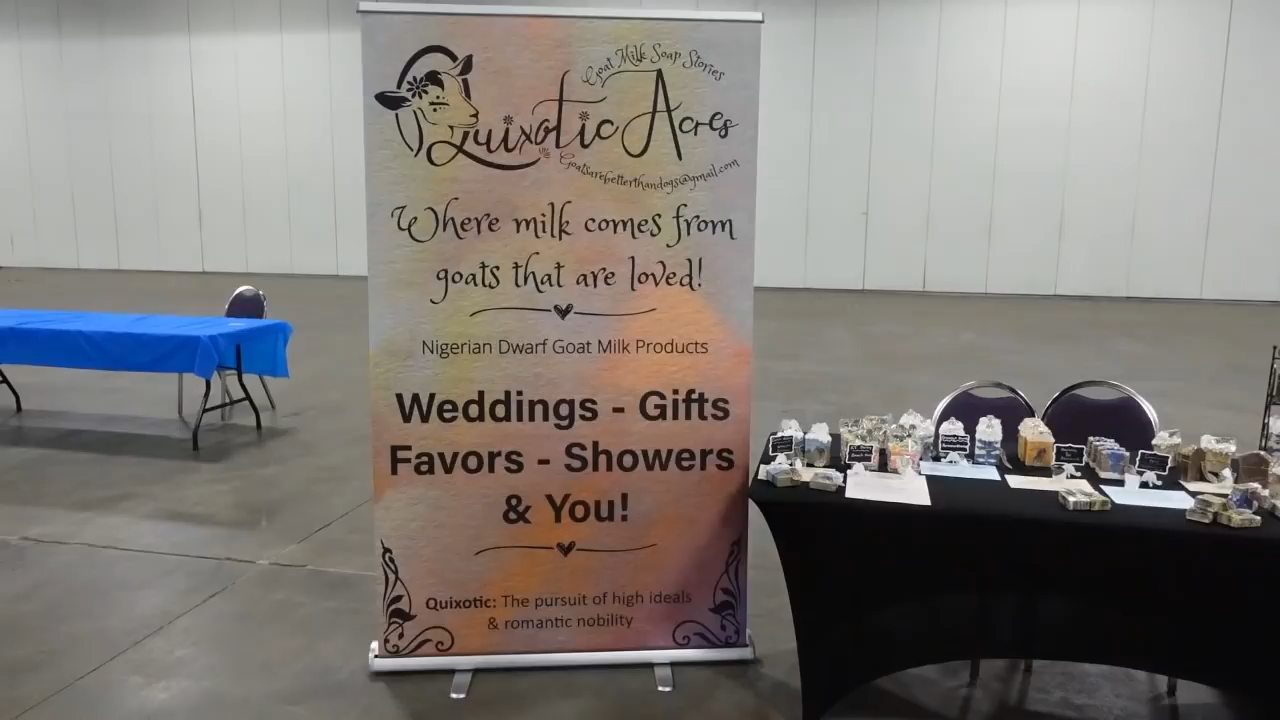 Goat Milk Soap Stories
Quixotic Acres
Goatsarebetterthandogs@gmail.com
Where milk comes from
goats that are loved!
Nigerian Dwarf Goat Milk Products
Weddings - Gifts
Favors - Showers
& You!
Quixotic: The pursuit of high ideals
& romantic nobility